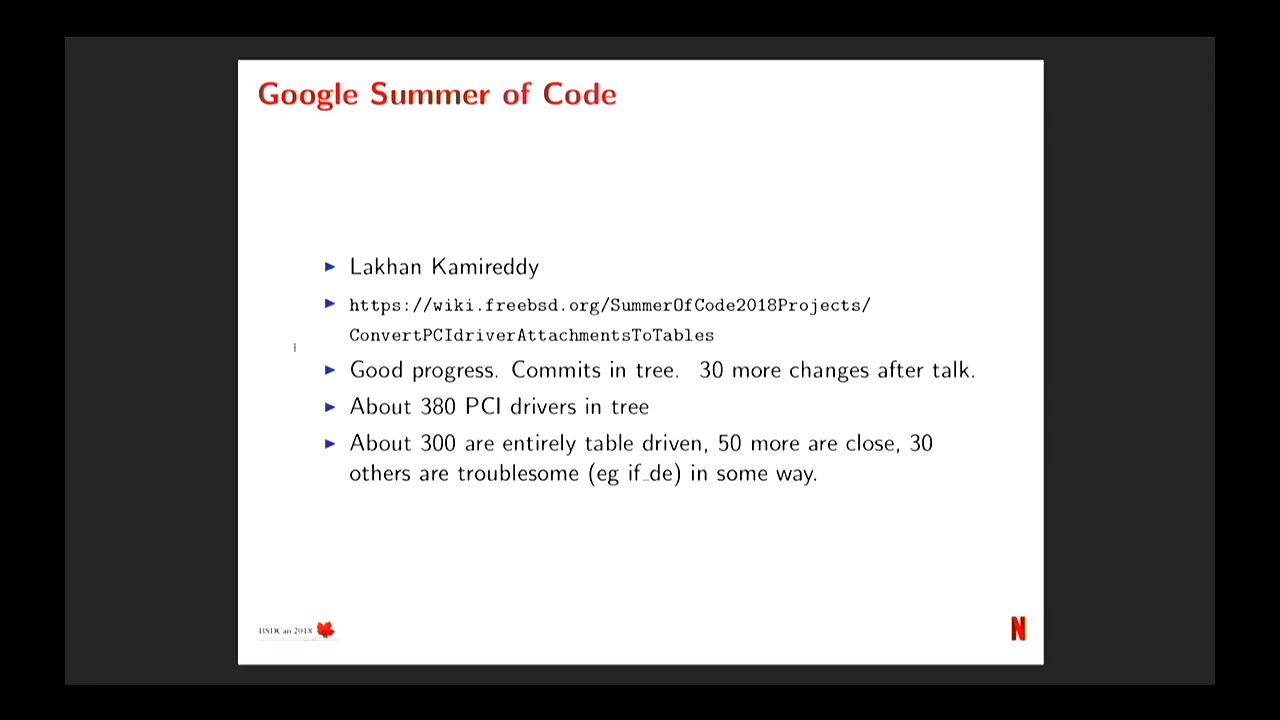 Google Summer of Code
Lakhan Kamireddy
https://wiki.freebsd.org/SummerOfCode2018Projects/
ConvertPCIdriverAttachmentsToTables
Good progress. Commits in tree. 30 more changes after talk.
About 380 PCI drivers in tree
About 300 are entirely table driven, 50 more are close, 30
others are troublesome (eg if_de) in some way.
BSDCan 2018
N